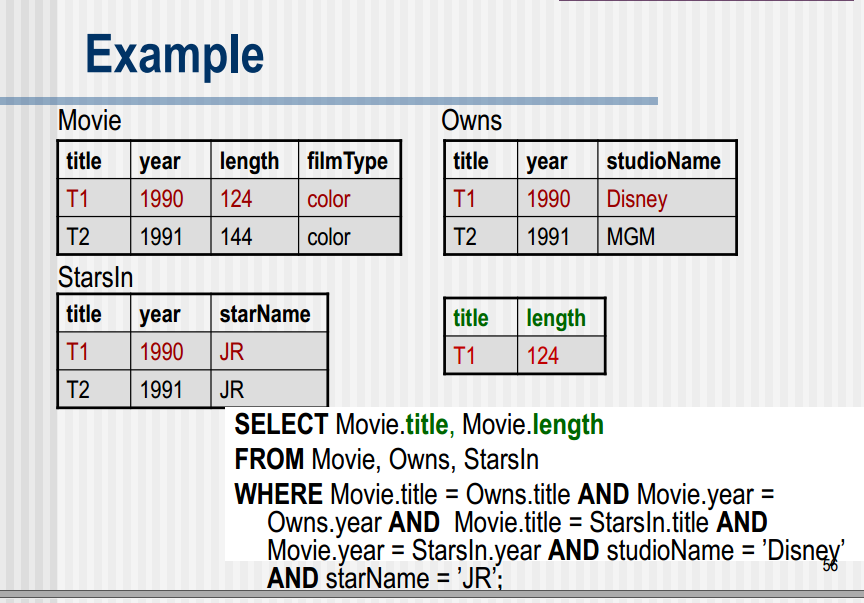 Example
Movie
title year length filmType
T1 1990 124 color
T2 1991 144 color
Owns
title year studioName
T1 1990 Disney
T2 1991 MGM
StarsIn
title year starName
T1 1990 JR
T2 1991 JR
title length
T1 124
SELECT Movie.title, Movie.length
FROM Movie, Owns, StarsIn
WHERE Movie.title = Owns.title AND Movie.year =
Owns.year AND Movie.title = StarsIn.title AND
Movie.year = StarsIn.year AND studioName = ’Disney’
AND starName = ’JR’;
56